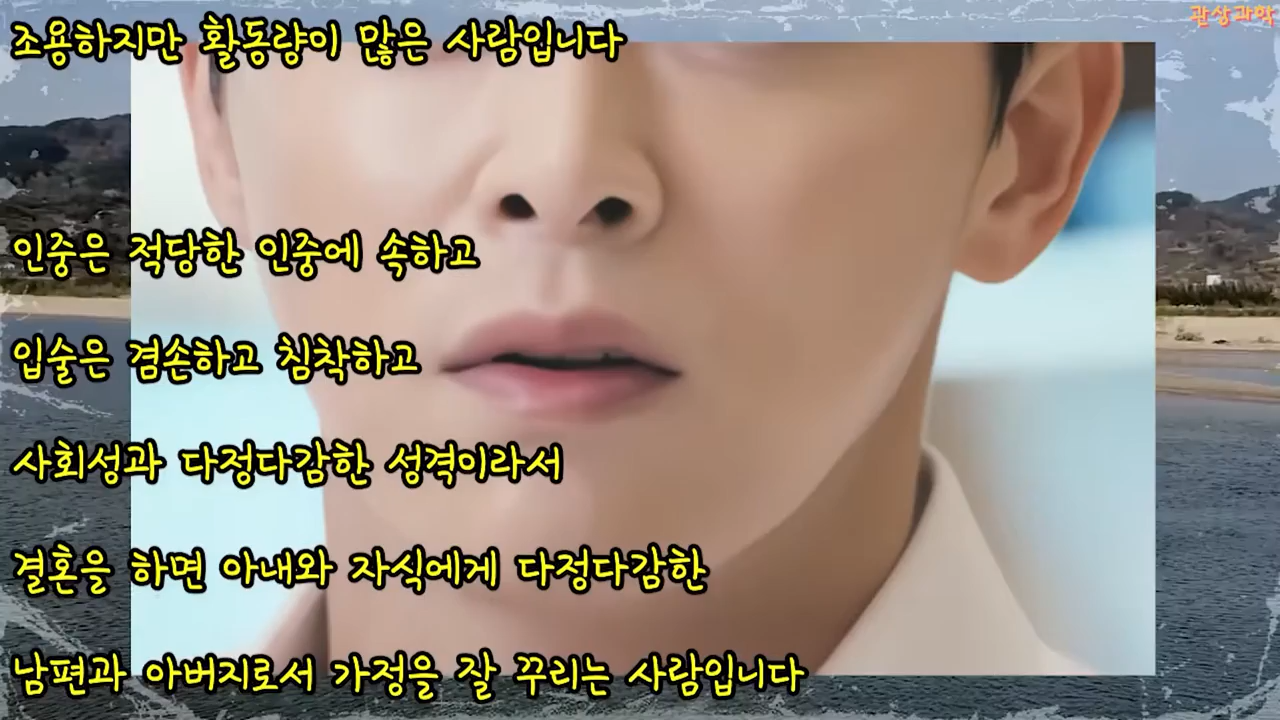 관상과학
조용하지만 활동량이 많은 사람입니다
인중은 적당한 인중에 속하고
입술은 겸손하고 침착하고
사회성과 다정다감한 성격이라서
결혼을 하면 아내와 자식에게 다정다감한
남편과 아버지로서 가정을 잘 꾸리는 사람입니다